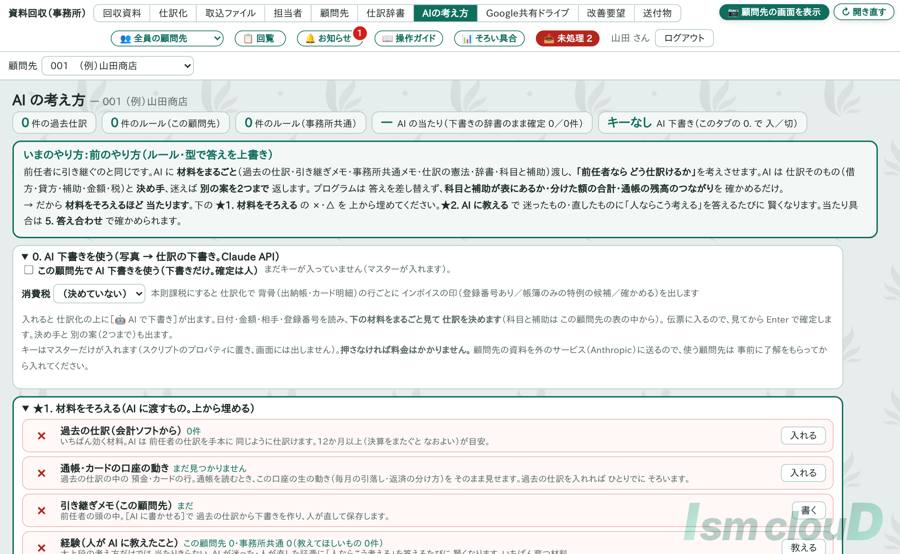 資料回収(事務所) 回収資料 仕訳化 取込ファイル 担当者 顧問先 仕訳辞書 AIの考え方 Google共有ドライブ 改善要望 送付物 📷 顧問先の画面を表示 ↻ 開き直す
👥 全員の顧問先 📋 回覧 🔔 お知らせ 1 📖 操作ガイド 📊 そろい具合 📥 未処理 2 山田 さん ログアウト
顧問先 001 (例)山田商店
AI の考え方 — 001 (例)山田商店
0 件の過去仕訳 0 件のルール(この顧問先) 0 件のルール(事務所共通) — AI の当たり(下書きの辞書のまま確定 0/0件) キーなし AI 下書き(このタブの 0. で 入/切)
いまのやり方:前のやり方(ルール・型で答えを上書き)
前任者に引き継ぐのと同じです。AI に 材料をまるごと(過去の仕訳・引き継ぎメモ・事務所共通メモ・仕訳の憲法・辞書・科目と補助)渡し、「前任者なら どう仕訳けるか」を考えさせます。AI は 仕訳そのもの(借
方・貸方・補助・金額・税)と 決め手、迷えば 別の案を2つまで 返します。プログラムは 答えを差し替えず、科目と補助が表にあるか・分けた額の合計・通帳の残高のつながりを 確かめるだけ。
→ だから 材料をそろえるほど 当たります。下の ★1. 材料をそろえる の ×・△ を 上から埋めてください。★2. AI に教える で 迷ったもの・直したものに「人ならこう考える」を答えるたびに 賢くなります。当たり具
合は 5. 答え合わせ で確かめられます。
▼ 0. AI 下書きを使う(写真 → 仕訳の下書き。Claude API)
この顧問先で AI 下書きを使う(下書きだけ。確定は人) まだキーが入っていません(マスターが入れます)。
消費税 (決めていない) 本則課税にすると 仕訳化で 背骨(出納帳・カード明細)の行ごとに インボイスの印(登録番号あり/帳簿のみの特例の候補/確かめる)を出します
入れると 仕訳化の上に[🤖 AI で下書き]が出ます。日付・金額・相手・登録番号を読み、下の材料をまるごと見て 仕訳を決めます(科目と補助は この顧問先の表の中から)。伝票に入るので、見てから Enter で確定しま
す。決め手と 別の案(2つまで)も出ます。
キーはマスターだけが入れます(スクリプトのプロパティに置き、画面には出しません)。押さなければ料金はかかりません。顧問先の資料を外のサービス(Anthropic)に送るので、使う顧問先は 事前に了解をもらってか
ら入れてください。
▼ ★1. 材料をそろえる(AI に渡すもの。上から埋める)
× 過去の仕訳(会計ソフトから) 0件 入れる
いちばん効く材料。AI は 前任者の仕訳を手本に 同じように仕訳けます。12か月以上(決算をまたぐと なおよい)が目安。
× 通帳・カードの口座の動き まだ見つかりません 入れる
過去の仕訳の中の 預金・カードの行。通帳を読むとき、この口座の生の動き(毎月の引落し・返済の分け方)を そのまま見せます。過去の仕訳を入れれば ひとりでに そろいます。
× 引き継ぎメモ(この顧問先) まだ 書く
前任者の頭の中。[AI に書かせる]で 過去の仕訳から下書きを作り、人が直して保存します。
× 経験(人が AI に教えた数) この顧問先 0・事務所共通 0(教えてほしいもの 0件) 教える
Ism clouD